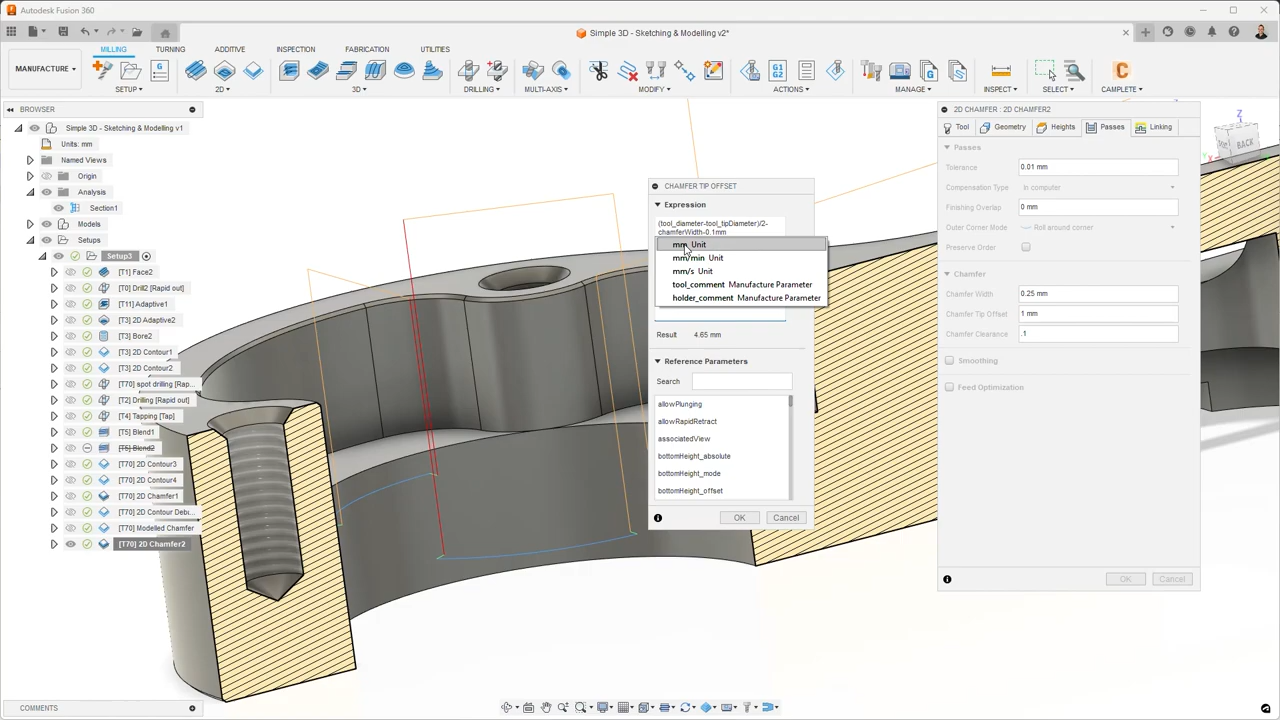 Autodesk Fusion 360
Simple 3D - Sketching & Modelling v2*
MILLING TURNING ADDITIVE INSPECTION FABRICATION UTILITIES
MANUFACTURE
SETUP 2D 3D DRILLING MULTI-AXIS MODIFY ACTIONS MANAGE INSPECT SELECT COMPLETE
G1
G2
BROWSER
Simple 3D - Sketching & Modelling v1
Units: mm
Named Views
Origin
Analysis
Section1
Models
Setups
Setup3
[T1] Face2
[T0] Drill2 [Rapid out]
[T11] Adaptive1
[T3] 2D Adaptive2
[T3] Bore2
[T3] 2D Contour1
[T3] 2D Contour2
[T70] spot drilling [Rap...
[T2] Drilling [Rapid out]
[T4] Tapping [Tap]
[T5] Blend1
[T5] Blend2
[T70] 2D Contour3
[T70] 2D Contour4
[T70] 2D Chamfer1
[T70] 2D Contour Debu...
[T70] Modelled Chamfer
[T70] 2D Chamfer2
COMMENTS
CHAMFER TIP OFFSET
Expression
(tool_diameter-tool_tipDiameter)/2-
chamferWidth-0.1mm
mm Unit
mm/min Unit
mm/s Unit
tool_comment Manufacture Parameter
holder_comment Manufacture Parameter
Result 4.65 mm
Reference Parameters
Search
allowPlunging
allowRapidRetract
associatedView
bottomHeight_absolute
bottomHeight_mode
bottomHeight_offset
OK Cancel
2D CHAMFER : 2D CHAMFER2
Tool Geometry Heights Passes Linking
Passes
Tolerance 0.01 mm
Compensation Type In computer
Finishing Overlap 0 mm
Outer Corner Mode Roll around corner
Preserve Order
Chamfer
Chamfer Width 0.25 mm
Chamfer Tip Offset 1 mm
Chamfer Clearance .1
Smoothing
Feed Optimization
OK Cancel
Z
BACK